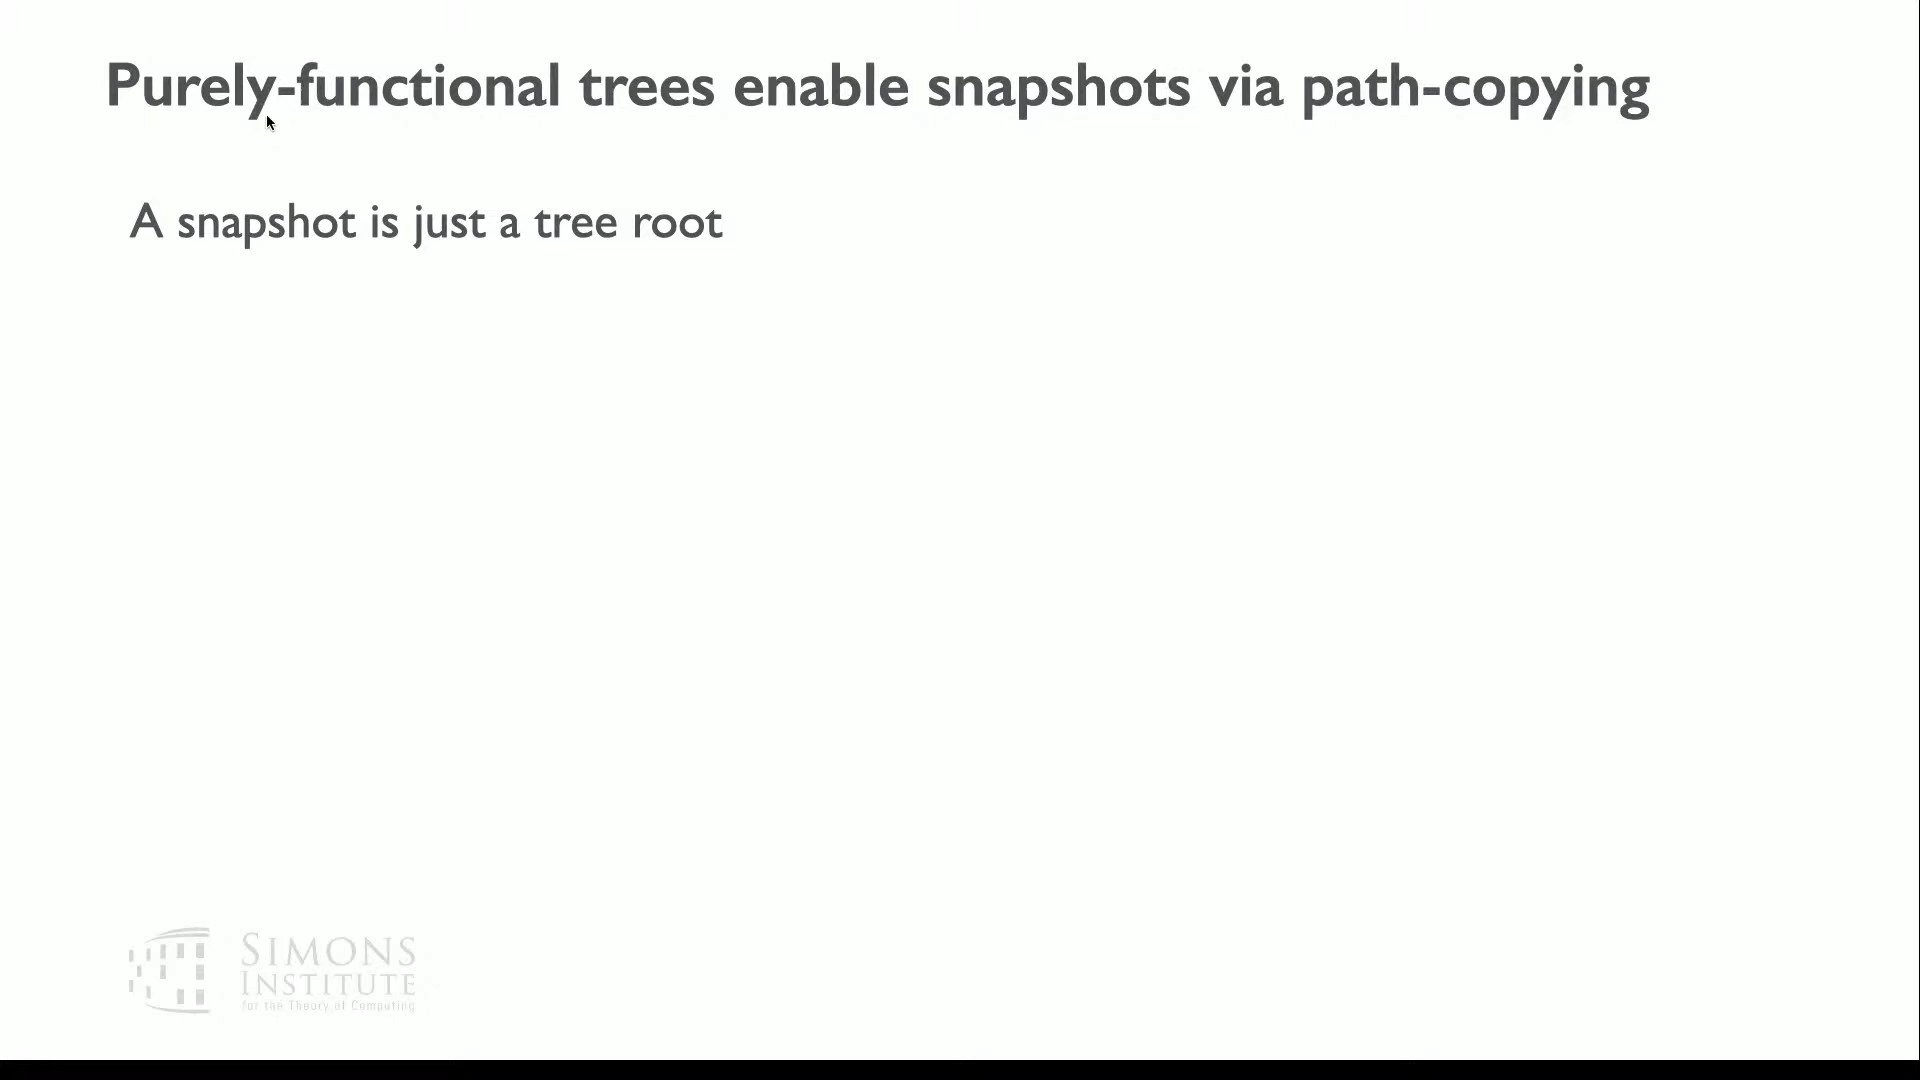 Purely-functional trees enable snapshots via path-copying
A snapshot is just a tree root
SIMONS
INSTITUTE
for the Theory of Computing